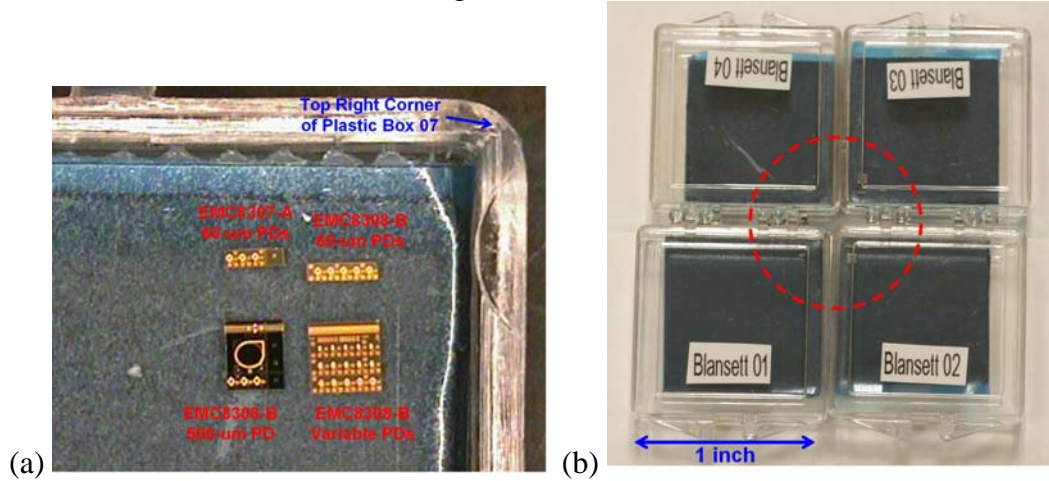 Top Right Corner
of Plastic Box 07
EMC8307-A
60-um PDs
EMC8308-B
60-um PDs
EMC8306-B
500-um PD
EMC8308-B
Variable PDs
(a)
Blansett 04
Blansett 03
Blansett 01
Blansett 02
1 inch
(b)